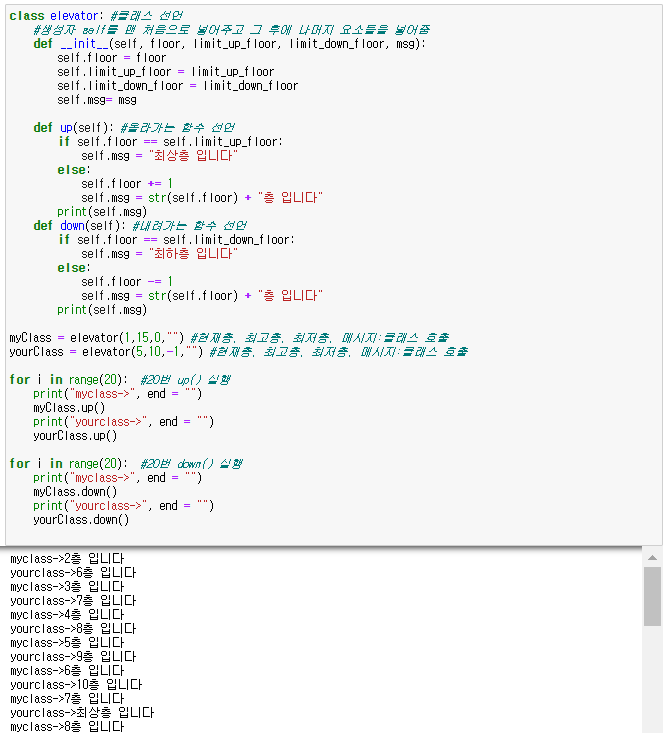 class elevator: #클래스 선언
    #생성자 self를 맨 처음으로 넣어주고 그 후에 나머지 요소들을 넣어줌
    def __init__(self, floor, limit_up_floor, limit_down_floor, msg):
        self.floor = floor
        self.limit_up_floor = limit_up_floor
        self.limit_down_floor = limit_down_floor
        self.msg= msg

    def up(self): #올라가는 함수 선언
        if self.floor == self.limit_up_floor:
            self.msg = "최상층 입니다"
        else:
            self.floor += 1
            self.msg = str(self.floor) + "층 입니다"
        print(self.msg)
    def down(self): #내려가는 함수 선언
        if self.floor == self.limit_down_floor:
            self.msg = "최하층 입니다"
        else:
            self.floor -= 1
            self.msg = str(self.floor) + "층 입니다"
        print(self.msg)

myClass = elevator(1,15,0,"") #현재층, 최고층, 최저층, 메시지:클래스 호출
yourClass = elevator(5,10,-1,"") #현재층, 최고층, 최저층, 메시지:클래스 호출

for i in range(20):  #20번 up() 실행
    print("myclass->", end = "")
    myClass.up()
    print("yourclass->", end = "")
    yourClass.up()

for i in range(20):  #20번 down() 실행
    print("myclass->", end = "")
    myClass.down()
    print("yourclass->", end = "")
    yourClass.down()

myclass->2층 입니다
yourclass->6층 입니다
myclass->3층 입니다
yourclass->7층 입니다
myclass->4층 입니다
yourclass->8층 입니다
myclass->5층 입니다
yourclass->9층 입니다
myclass->6층 입니다
yourclass->10층 입니다
myclass->7층 입니다
yourclass->최상층 입니다
myclass->8층 입니다